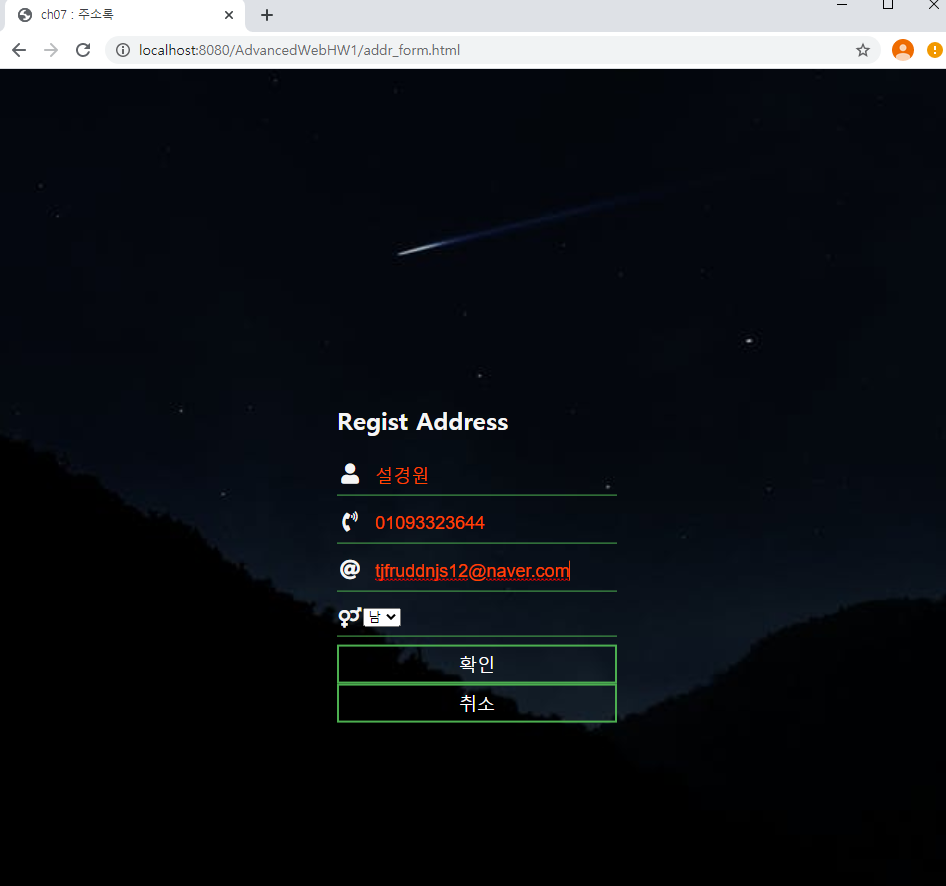 ch07 : 주소록
localhost:8080/AdvancedWebHW1/addr_form.html
Regist Address
설경원
01093323644
tjfruddnjs12@naver.com
남
확인
취소